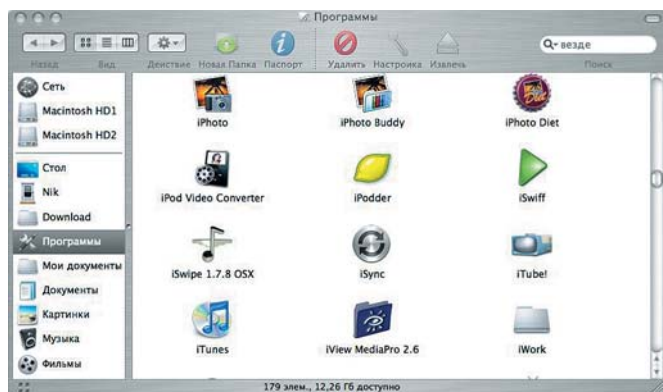 Программы
везде
Назад Вид Действие Новая Папка Паспорт Удалить Настройка Извлечь Поиск
Сеть
Macintosh HD1
Macintosh HD2
Стол
Nik
Download
Программы
Мои документы
Документы
Картинки
Музыка
Фильмы
iPhoto iPhoto Buddy iPhoto Diet
iPod Video Converter iPodder iSwiff
iSwipe 1.7.8 OSX iSync iTube!
iTunes iView MediaPro 2.6 iWork
179 элем., 12,26 Гб доступно